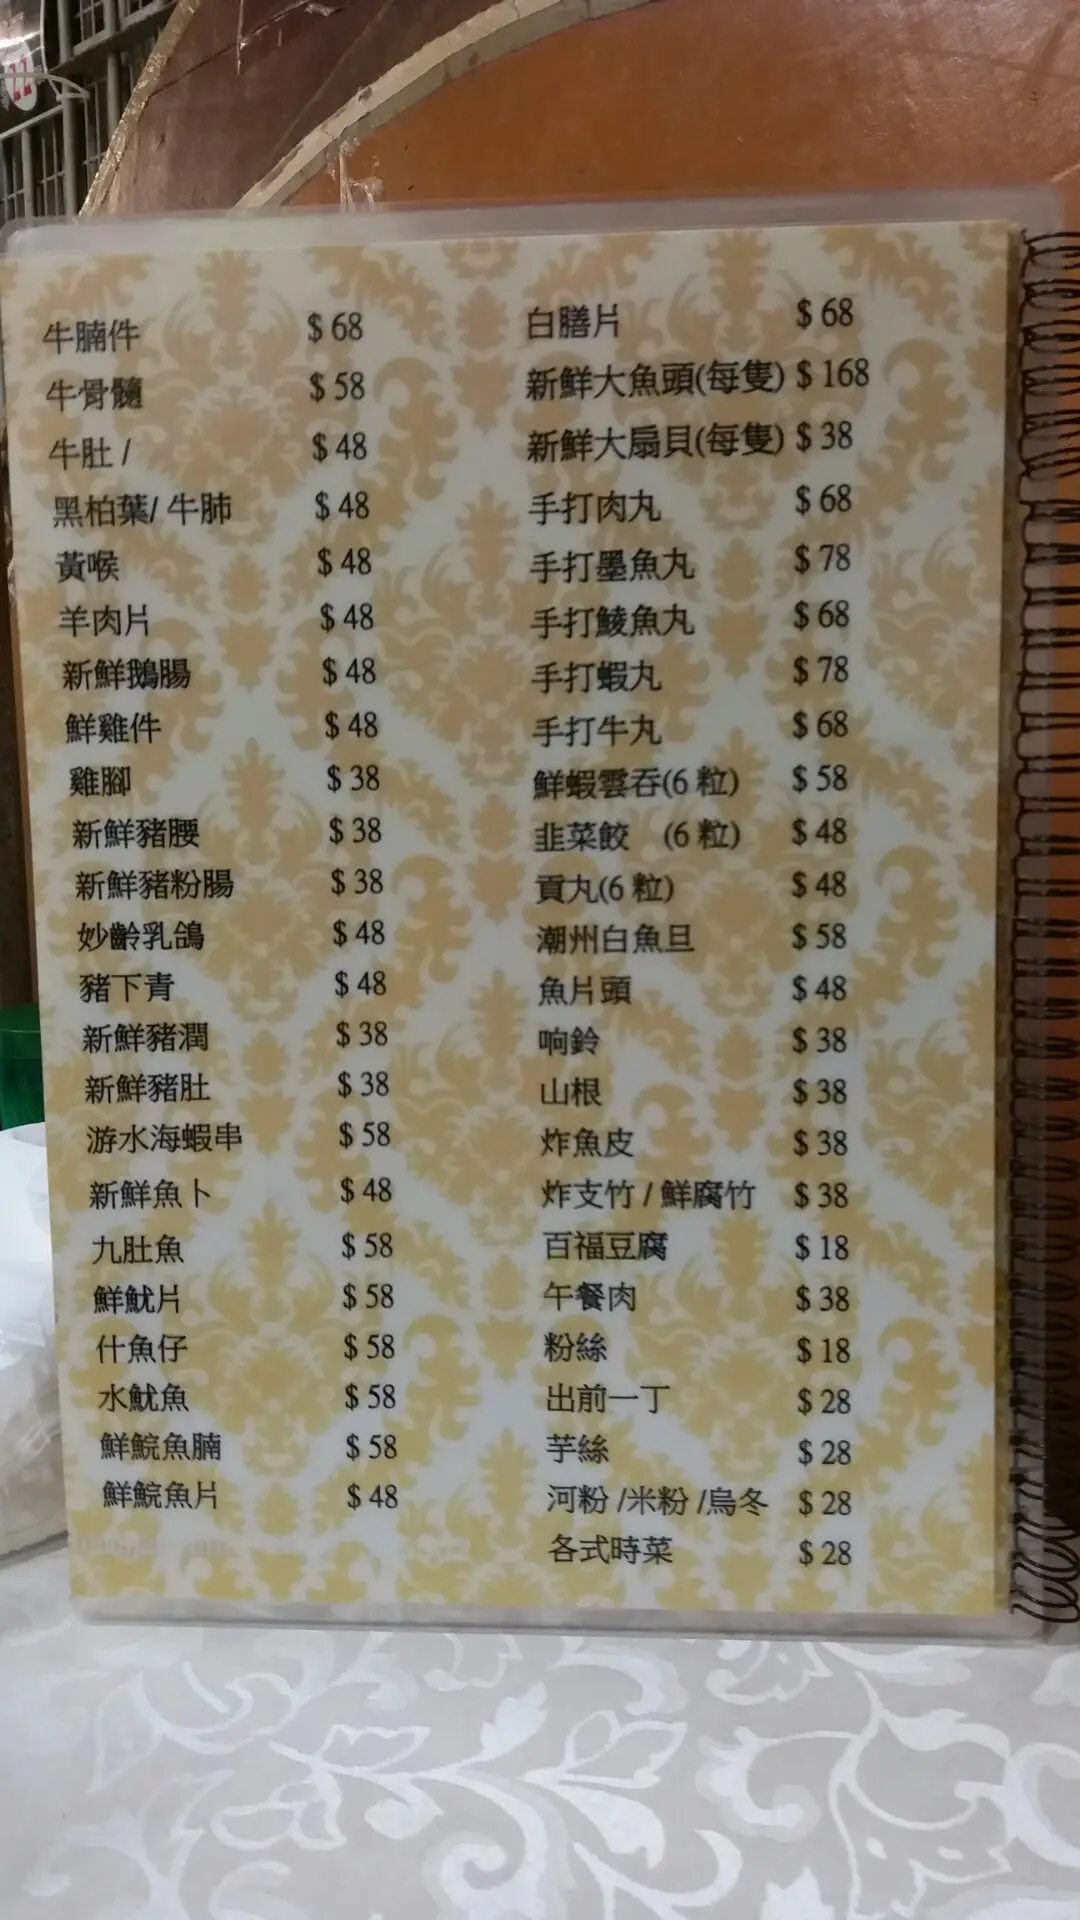 牛腩件 $ 68
牛骨髓 $ 58
牛肚 / $ 48
黑柏葉/ 牛肺 $ 48
黃喉 $ 48
羊肉片 $ 48
新鮮鵝腸 $ 48
鮮雞件 $ 48
雞腳 $ 38
新鮮豬腰 $ 38
新鮮豬粉腸 $ 38
妙齡乳鴿 $ 48
豬下青 $ 48
新鮮豬潤 $ 38
新鮮豬肚 $ 38
游水海蝦串 $ 58
新鮮魚卜 $ 48
九肚魚 $ 58
鮮魷片 $ 58
什魚仔 $ 58
水魷魚 $ 58
鮮鯇魚腩 $ 58
鮮鯇魚片 $ 48
白膳片 $ 68
新鮮大魚頭(每隻) $ 168
新鮮大扇貝(每隻) $ 38
手打肉丸 $ 68
手打墨魚丸 $ 78
手打鯪魚丸 $ 68
手打蝦丸 $ 78
手打牛丸 $ 68
鮮蝦雲吞(6 粒) $ 58
韭菜餃 (6 粒) $ 48
貢丸(6 粒) $ 48
潮州白魚旦 $ 58
魚片頭 $ 48
响鈴 $ 38
山根 $ 38
炸魚皮 $ 38
炸支竹 / 鮮腐竹 $ 38
百福豆腐 $ 18
午餐肉 $ 38
粉絲 $ 18
出前一丁 $ 28
芋絲 $ 28
河粉 /米粉 /烏冬 $ 28
各式時菜 $ 28